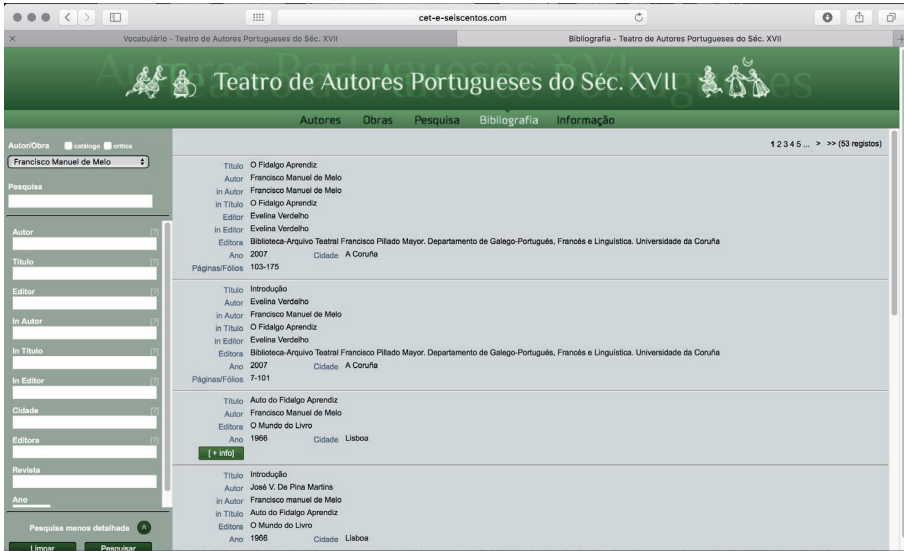 cet-e-seiscentos.com
Vocabulário - Teatro de Autores Portugueses do Séc. XVII
Bibliografia - Teatro de Autores Portugueses do Séc. XVII
Teatro de Autores Portugueses do Séc. XVII
Autores Obras Pesquisa Bibliografia Informação
Autor/Obra catálogo crítica
Francisco Manuel de Melo
Pesquisa
Autor [?]
Título [?]
Editor [?]
In Autor [?]
In Título [?]
In Editor [?]
Cidade [?]
Editora [?]
Revista
Ano
Pesquisa menos detalhada
Limpar Pesquisar
1 2 3 4 5 ... > >> (53 registos)
Título O Fidalgo Aprendiz
Autor Francisco Manuel de Melo
in Autor Francisco Manuel de Melo
in Título O Fidalgo Aprendiz
Editor Evelina Verdelho
in Editor Evelina Verdelho
Editora Biblioteca-Arquivo Teatral Francisco Pillado Mayor. Departamento de Galego-Portugués, Francés e Linguística. Universidade da Coruña
Ano 2007 Cidade A Coruña
Páginas/Fólios 103-175
Título Introdução
Autor Evelina Verdelho
in Autor Francisco Manuel de Melo
in Título O Fidalgo Aprendiz
in Editor Evelina Verdelho
Editora Biblioteca-Arquivo Teatral Francisco Pillado Mayor. Departamento de Galego-Portugués, Francés e Linguística. Universidade da Coruña
Ano 2007 Cidade A Coruña
Páginas/Fólios 7-101
Título Auto do Fidalgo Aprendiz
Autor Francisco Manuel de Melo
Editora O Mundo do Livro
Ano 1966 Cidade Lisboa
[ + info]
Título Introdução
Autor José V. De Pina Martins
in Autor Francisco manuel de Melo
in Título Auto do Fidalgo Aprendiz
Editora O Mundo do Livro
Ano 1966 Cidade Lisboa